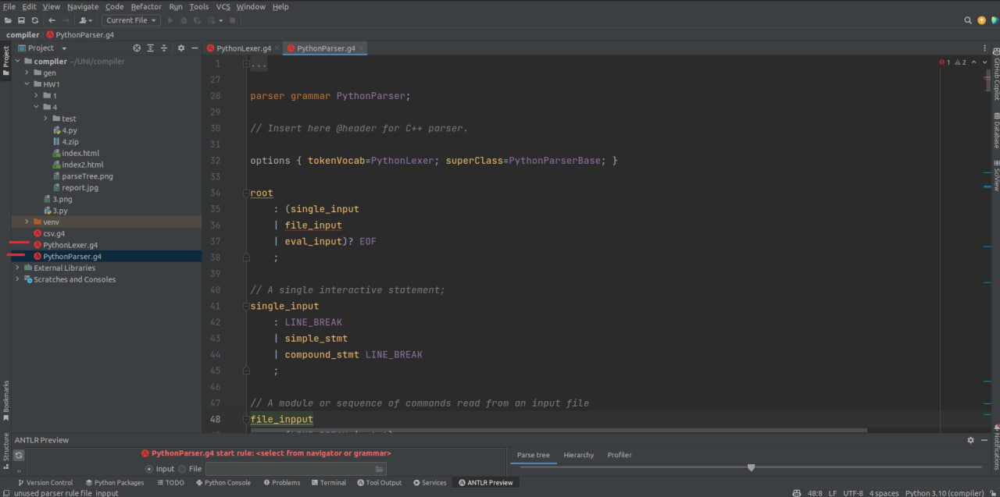 File Edit View Navigate Code Refactor Run Tools VCS Window Help
Current File
compiler PythonParser.g4
Project
PythonLexer.g4 PythonParser.g4
Project
compiler ~/UNI/compiler
gen
HW1
1
4
test
4.py
4.zip
index.html
index2.html
parseTree.png
report.jpg
3.png
3.py
venv
csv.g4
PythonLexer.g4
PythonParser.g4
External Libraries
Scratches and Consoles
Bookmarks
Structure
1 ...
27
28 parser grammar PythonParser;
29
30 // Insert here @header for C++ parser.
31
32 options { tokenVocab=PythonLexer; superClass=PythonParserBase; }
33
34 root
35 : (single_input
36 | file_input
37 | eval_input)? EOF
38 ;
39
40 // A single interactive statement;
41 single_input
42 : LINE_BREAK
43 | simple_stmt
44 | compound_stmt LINE_BREAK
45 ;
46
47 // A module or sequence of commands read from an input file
48 file_inpput
1 2
GitHub Copilot
Database
SciView
Notifications
ANTLR Preview
PythonParser.g4 start rule: <select from navigator or grammar>
Input File
Parse tree Hierarchy Profiler
Version Control Python Packages TODO Python Console Problems Terminal Tool Output Services ANTLR Preview
unused parser rule file_inpput
48:8 LF UTF-8 4 spaces Python 3.10 (compiler)